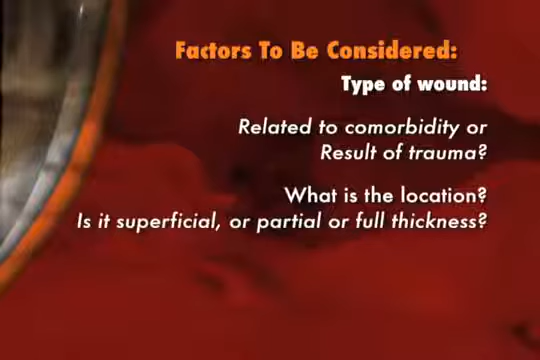 Factors To Be Considered:
Type of wound:
Related to comorbidity or
Result of trauma?
What is the location?
Is it superficial, or partial or full thickness?